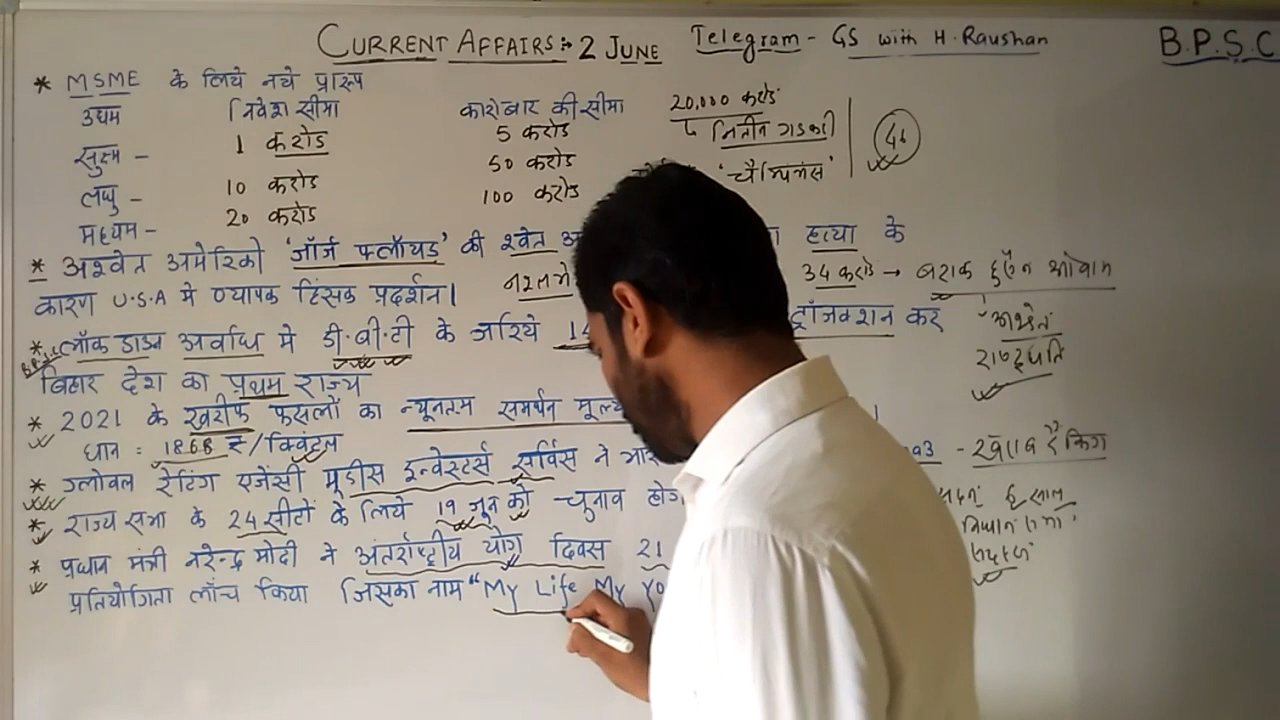 CURRENT AFFAIRS :- 2 JUNE Telegram - GS with H. Raushan B.P.S.C
* MSME के लिये नये प्रारूप
उद्यम निवेश सीमा कारोबार की सीमा 20,000 करोड़
सुक्ष्म - 1 करोड़ 5 करोड़ नितीन गडकरी
लघु - 10 करोड़ 50 करोड़ 'चैम्पियंस'
मध्यम - 20 करोड़ 100 करोड़
* अश्वेत अमेरिकी 'जॉर्ज फ्लॉयड' की श्वेत हत्या के
कारण U.S.A मे व्यापक हिंसक प्रदर्शन। 34 करोड़ → बराक हुसैन ओबामा
अश्वेत
राष्ट्रपति
* लॉक डाउन अवधि मे डी.बी.टी के जरिये ट्रांजक्शन कर
B.P.S.C
बिहार देश का प्रथम राज्य
* 2021 के खरीफ फसलों का न्यूनतम समर्थन मूल्य
धान : 1868 ₹/क्विंटल
* ग्लोबल रेटिंग एजेंसी मूडीस इन्वेस्टर्स सर्विस ने aa3 - खराब रैंकिंग
* राज्य सभा के 24 सीटों के लिये 19 जून को चुनाव
* प्रधान मंत्री नरेन्द्र मोदी ने अंतर्राष्ट्रीय योग दिवस 21
प्रतियोगिता लॉंच किया जिसका नाम "My Life My Yo